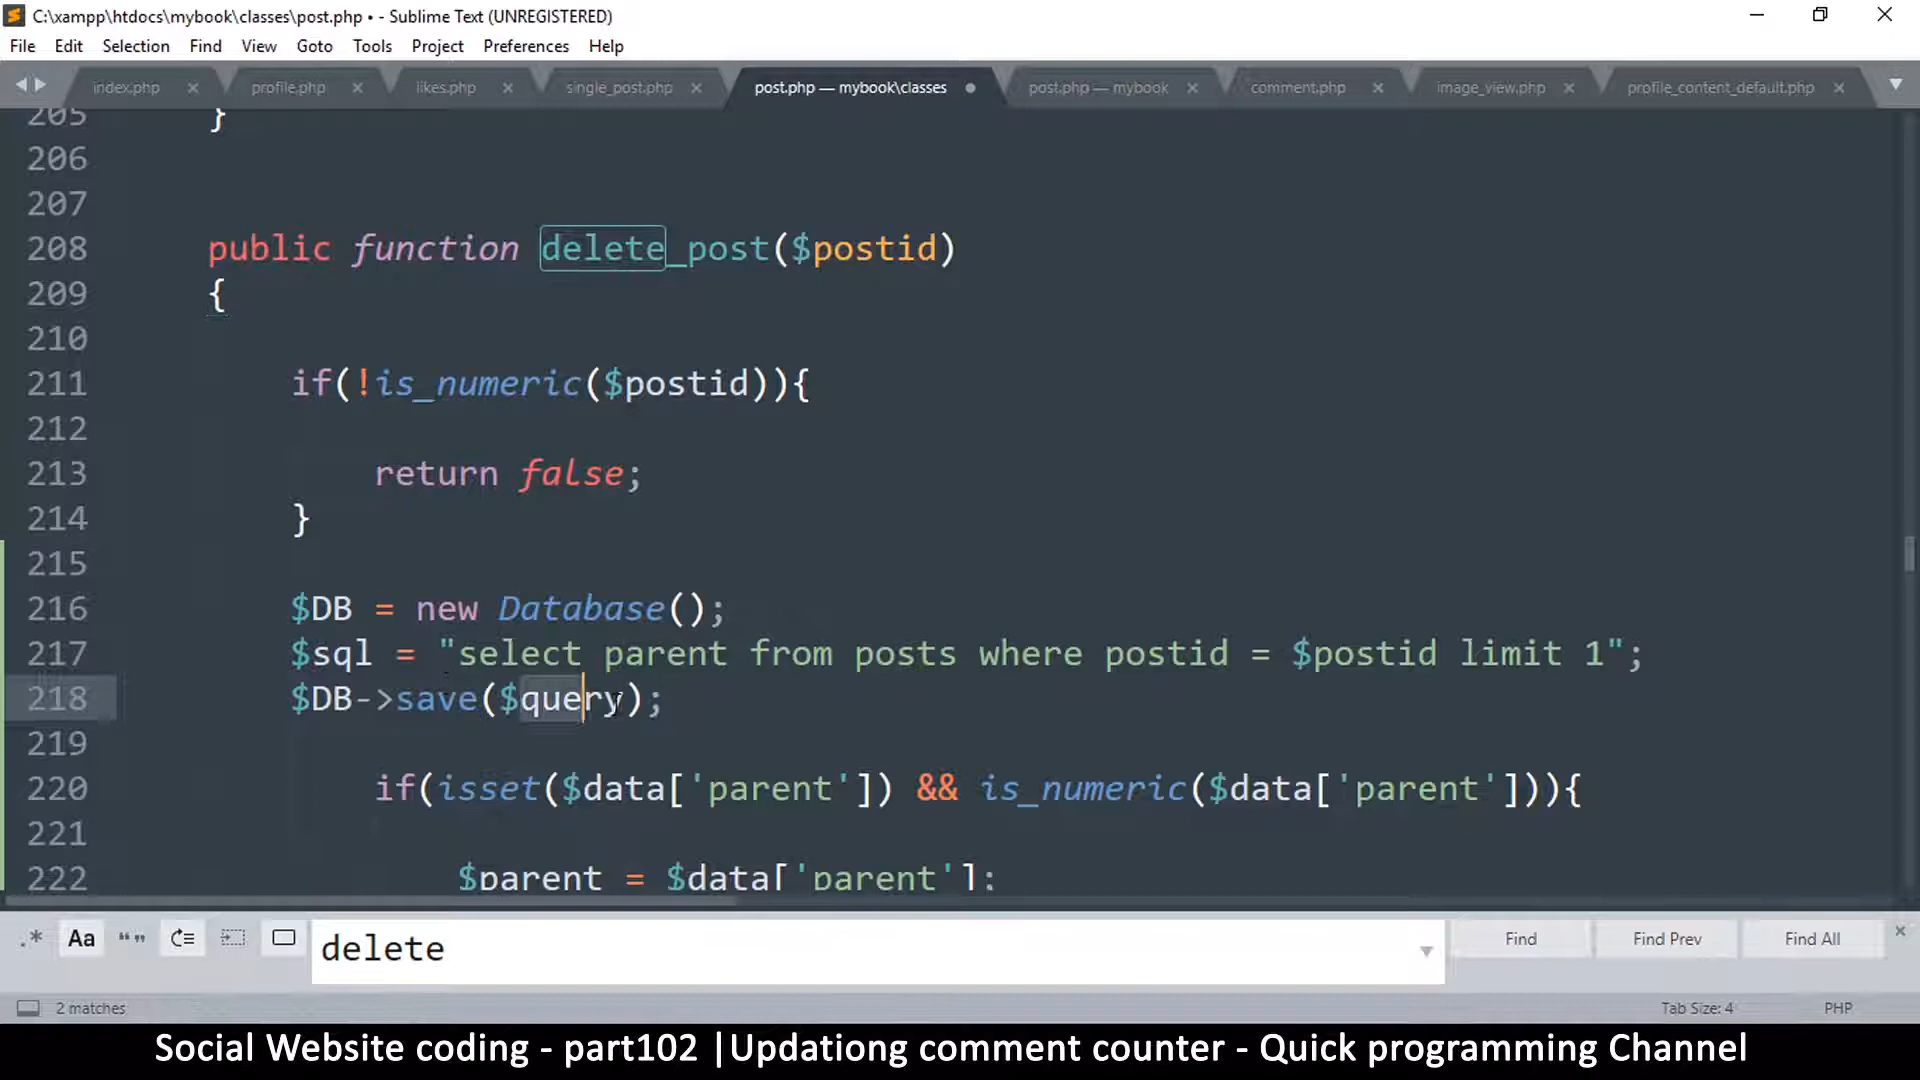 C:\xampp\htdocs\mybook\classes\post.php • - Sublime Text (UNREGISTERED)
File Edit Selection Find View Goto Tools Project Preferences Help
index.php profile.php likes.php single_post.php post.php — mybook\classes post.php — mybook comment.php image_view.php profile_content_default.php
205 }
206
207
208 public function delete_post($postid)
209 {
210
211 if(!is_numeric($postid)){
212
213 return false;
214 }
215
216 $DB = new Database();
217 $sql = "select parent from posts where postid = $postid limit 1";
218 $DB->save($query);
219
220 if(isset($data['parent']) && is_numeric($data['parent'])){
221
222 $parent = $data['parent'];
.* Aa “” delete Find Find Prev Find All
2 matches Tab Size: 4 PHP
Social Website coding - part102 |Updationg comment counter - Quick programming Channel